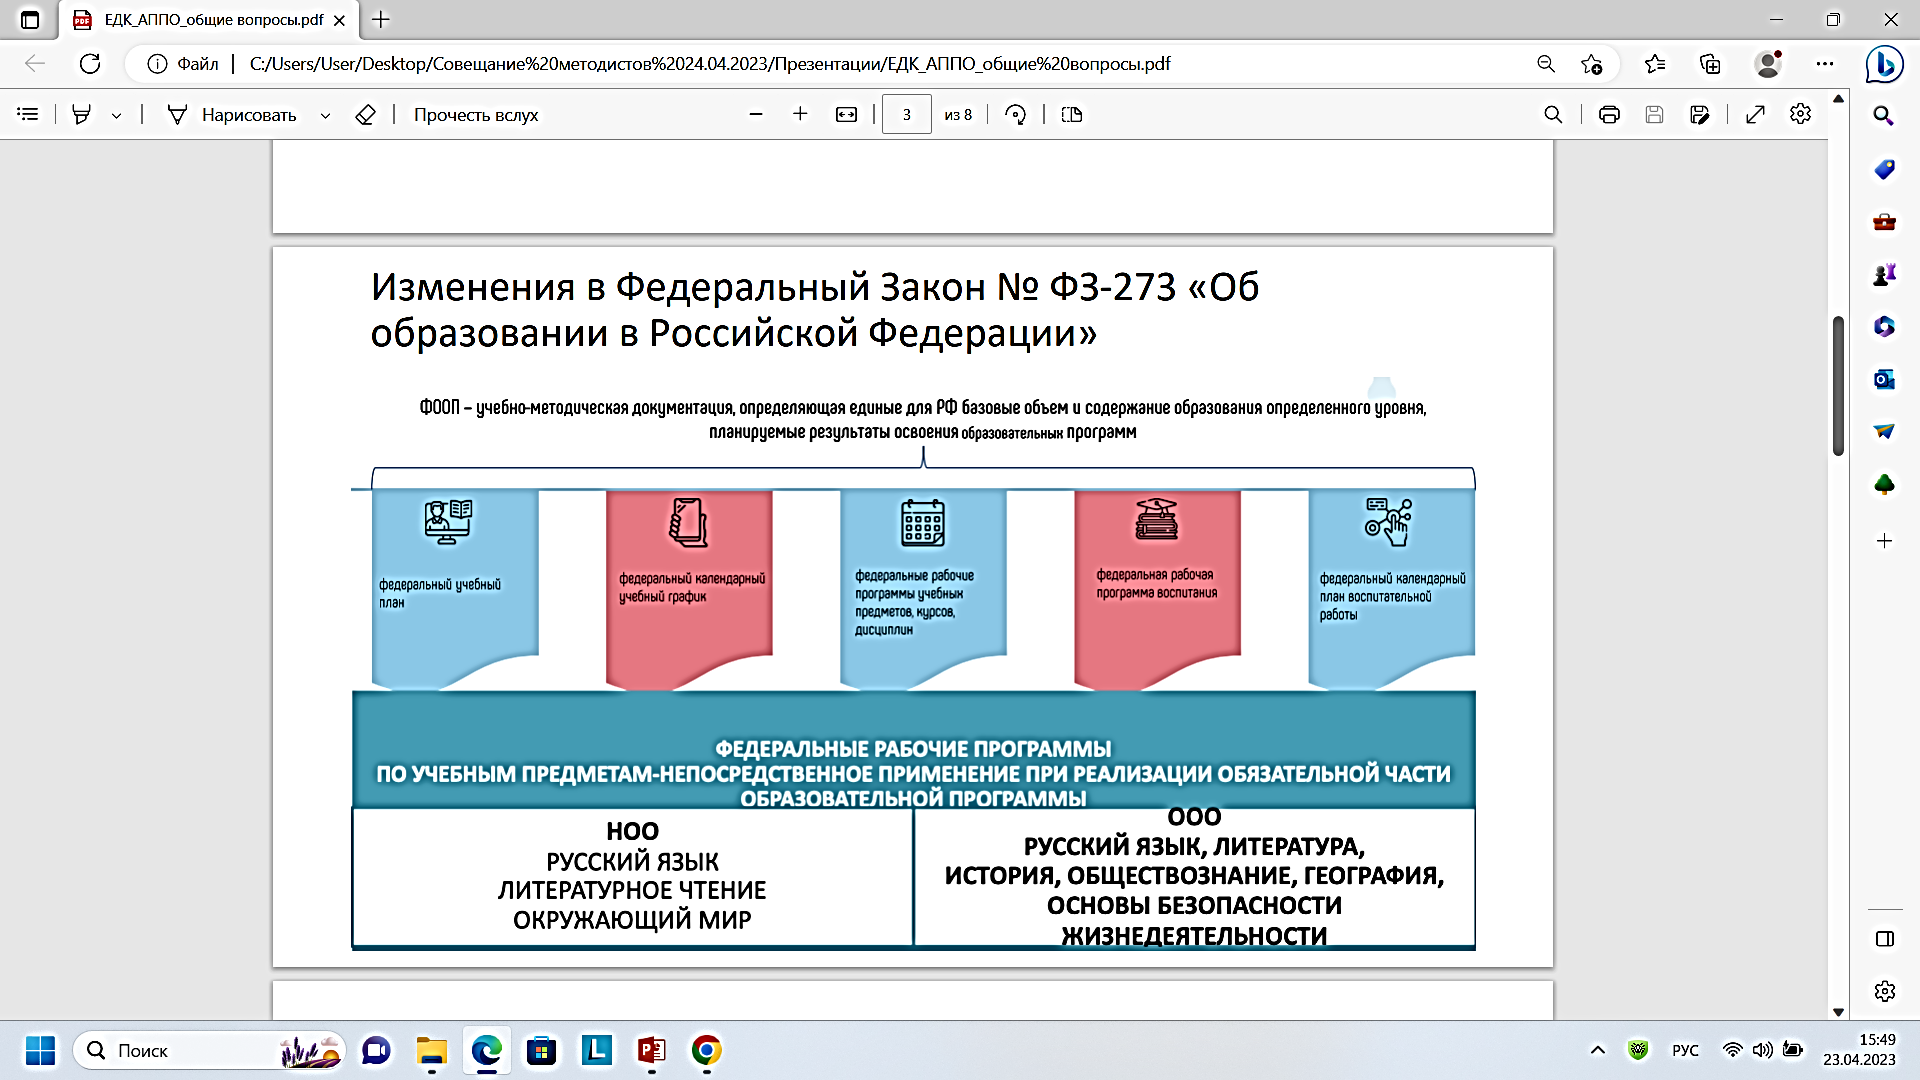 ЕДК_АППО_общие вопросы.pdf
Файл
C:/Users/User/Desktop/Совещание%20методистов%2024.04.2023/Презентации/ЕДК_АППО_общие%20вопросы.pdf
Нарисовать
Прочесть вслух
3
из 8
Изменения в Федеральный Закон № ФЗ-273 «Об
образовании в Российской Федерации»
ФООП – учебно-методическая документация, определяющая единые для РФ базовые объем и содержание образования определенного уровня,
планируемые результаты освоения образовательных программ
федеральный учебный
план
федеральный календарный
учебный график
федеральные рабочие
программы учебных
предметов, курсов,
дисциплин
федеральная рабочая
программа воспитания
федеральный календарный
план воспитательной
работы
ФЕДЕРАЛЬНЫЕ РАБОЧИЕ ПРОГРАММЫ
ПО УЧЕБНЫМ ПРЕДМЕТАМ-НЕПОСРЕДСТВЕННОЕ ПРИМЕНЕНИЕ ПРИ РЕАЛИЗАЦИИ ОБЯЗАТЕЛЬНОЙ ЧАСТИ
ОБРАЗОВАТЕЛЬНОЙ ПРОГРАММЫ
НОО
РУССКИЙ ЯЗЫК
ЛИТЕРАТУРНОЕ ЧТЕНИЕ
ОКРУЖАЮЩИЙ МИР
ООО
РУССКИЙ ЯЗЫК, ЛИТЕРАТУРА,
ИСТОРИЯ, ОБЩЕСТВОЗНАНИЕ, ГЕОГРАФИЯ,
ОСНОВЫ БЕЗОПАСНОСТИ
ЖИЗНЕДЕЯТЕЛЬНОСТИ
Поиск
РУС
15:49
23.04.2023